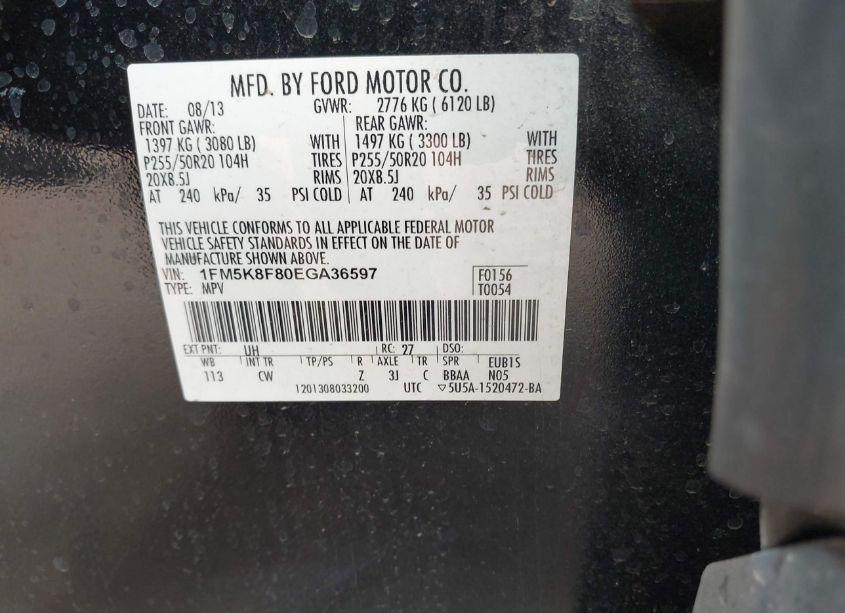 MFD. BY FORD MOTOR CO.
DATE: 08/13 GVWR: 2776 KG ( 6120 LB)
FRONT GAWR: REAR GAWR:
1397 KG ( 3080 LB) WITH 1497 KG ( 3300 LB) WITH
P255/50R20 104H TIRES P255/50R20 104H TIRES
20X8.5J RIMS 20X8.5J RIMS
AT 240 kPa/ 35 PSI COLD AT 240 kPa/ 35 PSI COLD
THIS VEHICLE CONFORMS TO ALL APPLICABLE FEDERAL MOTOR
VEHICLE SAFETY STANDARDS IN EFFECT ON THE DATE OF
MANUFACTURE SHOWN ABOVE.
VIN: 1FM5K8F80EGA36597 F0156
TYPE: MPV T0054
EXT PNT: UH RC: 27 DSO:
WB INT TR TP/PS R AXLE TR SPR EUB1S
113 CW Z 3J C BBAA N05
1201308033200 UTC ▽5U5A-1520472-BA